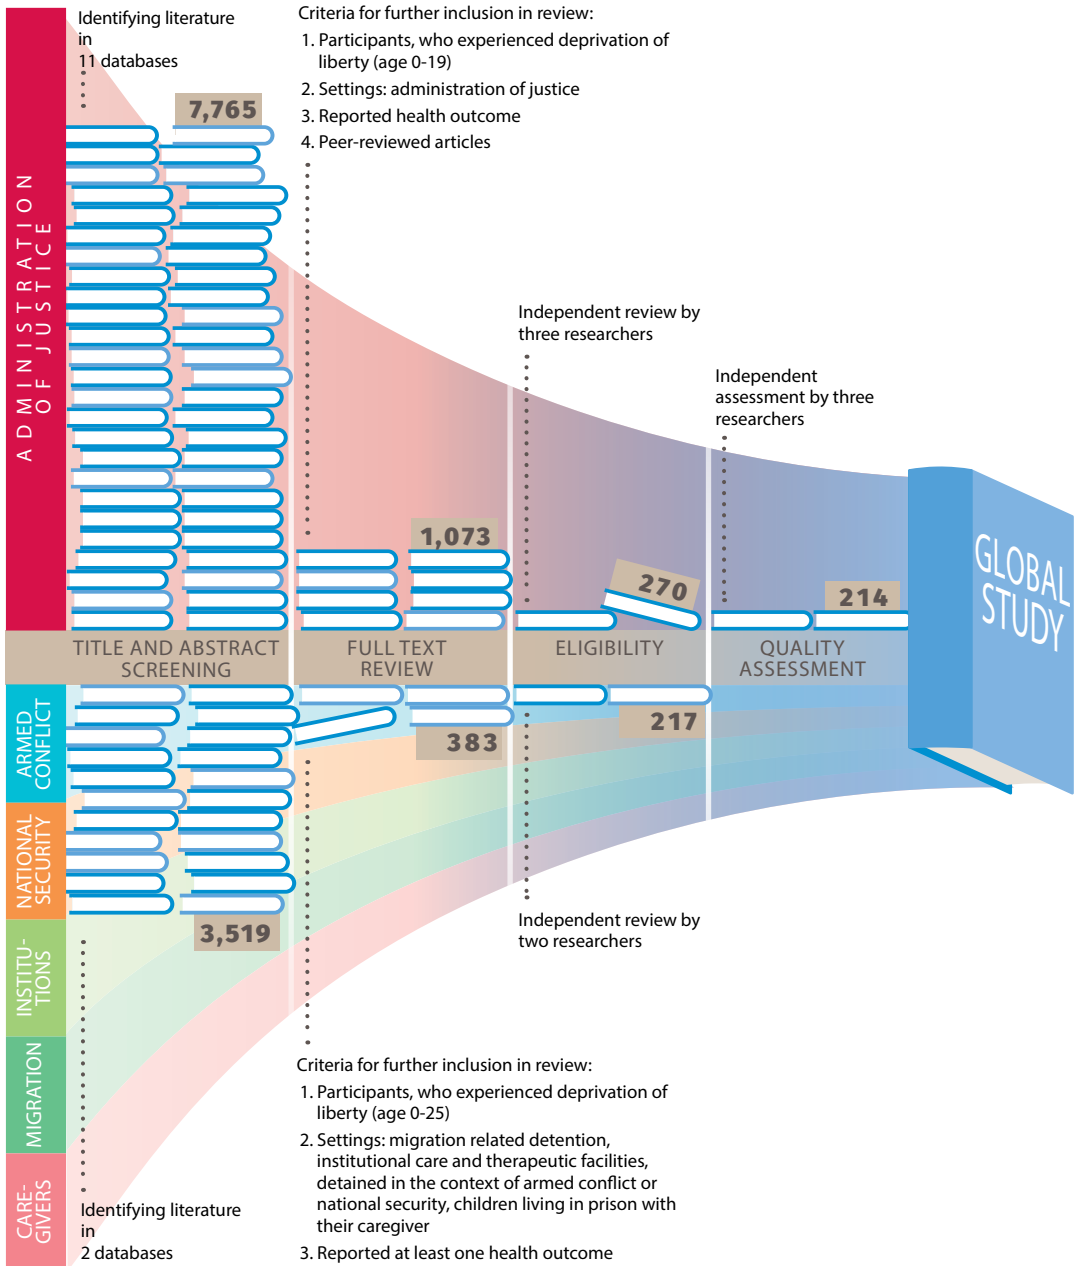 Identifying literature
in
11 databases
Criteria for further inclusion in review:
1. Participants, who experienced deprivation of
liberty (age 0-19)
2. Settings: administration of justice
3. Reported health outcome
4. Peer-reviewed articles
7,765
ADMINISTRATION
OF JUSTICE
Independent review by
three researchers
Independent
assessment by three
researchers
1,073
270
214
GLOBAL
STUDY
TITLE AND ABSTRACT
SCREENING
FULL TEXT
REVIEW
ELIGIBILITY
QUALITY
ASSESSMENT
ARMED
CONFLICT
NATIONAL
SECURITY
INSTITU-
TIONS
MIGRATION
CARE-
GIVERS
383
217
3,519
Independent review by
two researchers
Identifying literature
in
2 databases
Criteria for further inclusion in review:
1. Participants, who experienced deprivation of
liberty (age 0-25)
2. Settings: migration related detention,
institutional care and therapeutic facilities,
detained in the context of armed conflict or
national security, children living in prison with
their caregiver
3. Reported at least one health outcome